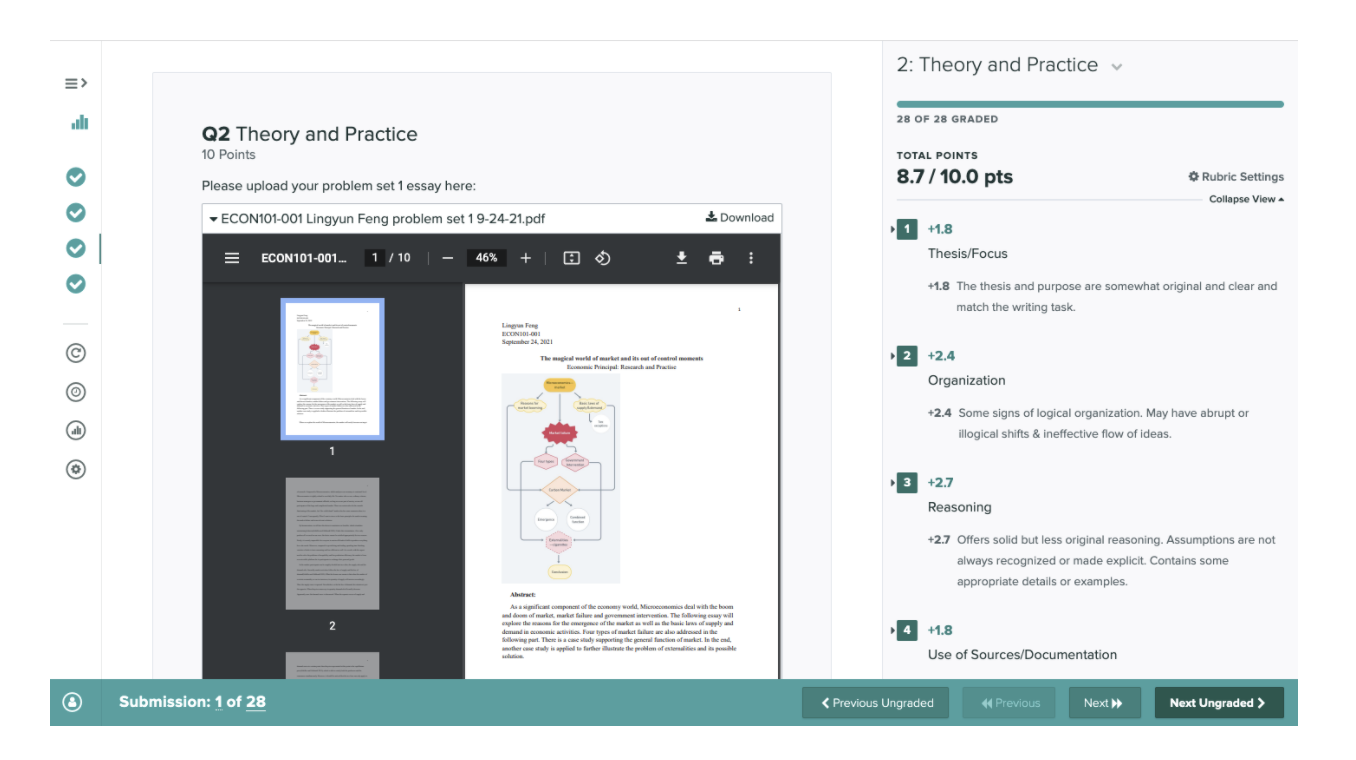 Q2 Theory and Practice
10 Points
Please upload your problem set 1 essay here:
ECON101-001 Lingyun Feng problem set 1 9-24-21.pdf
Download
ECON101-001...
1 / 10
46%
1
2
1
Lingyun Feng
ECON101-001
September 24, 2021
The magical world of market and its out of control moments
Economic Principal: Research and Practise
Market failure
Four types
Government intervention
Emergence
Conclusion
Abstract:
As a significant component of the economy world, Microeconomics deal with the boom
and doom of market, market failure and government intervention. The following essay will
explore the reasons for the emergence of the market as well as the basic laws of supply and
demand in economic activities. Four types of market failure are also addressed in the
following part. There is a case study supporting the general function of market. In the end,
another case study is applied to further illustrate the problem of externalities and its possible
solution.
2: Theory and Practice
28 OF 28 GRADED
TOTAL POINTS
8.7 / 10.0 pts
Rubric Settings
Collapse View
1 +1.8
Thesis/Focus
+1.8 The thesis and purpose are somewhat original and clear and
match the writing task.
2 +2.4
Organization
+2.4 Some signs of logical organization. May have abrupt or
illogical shifts & ineffective flow of ideas.
3 +2.7
Reasoning
+2.7 Offers solid but less original reasoning. Assumptions are not
always recognized or made explicit. Contains some
appropriate details or examples.
4 +1.8
Use of Sources/Documentation
Submission: 1 of 28
Previous Ungraded
Previous
Next
Next Ungraded